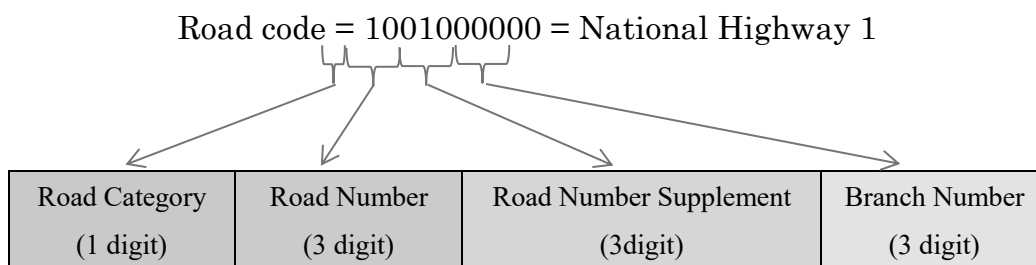 Road code = 1001000000 = National Highway 1
Road Category Road Number Road Number Supplement Branch Number
(1 digit) (3 digit) (3digit) (3 digit)